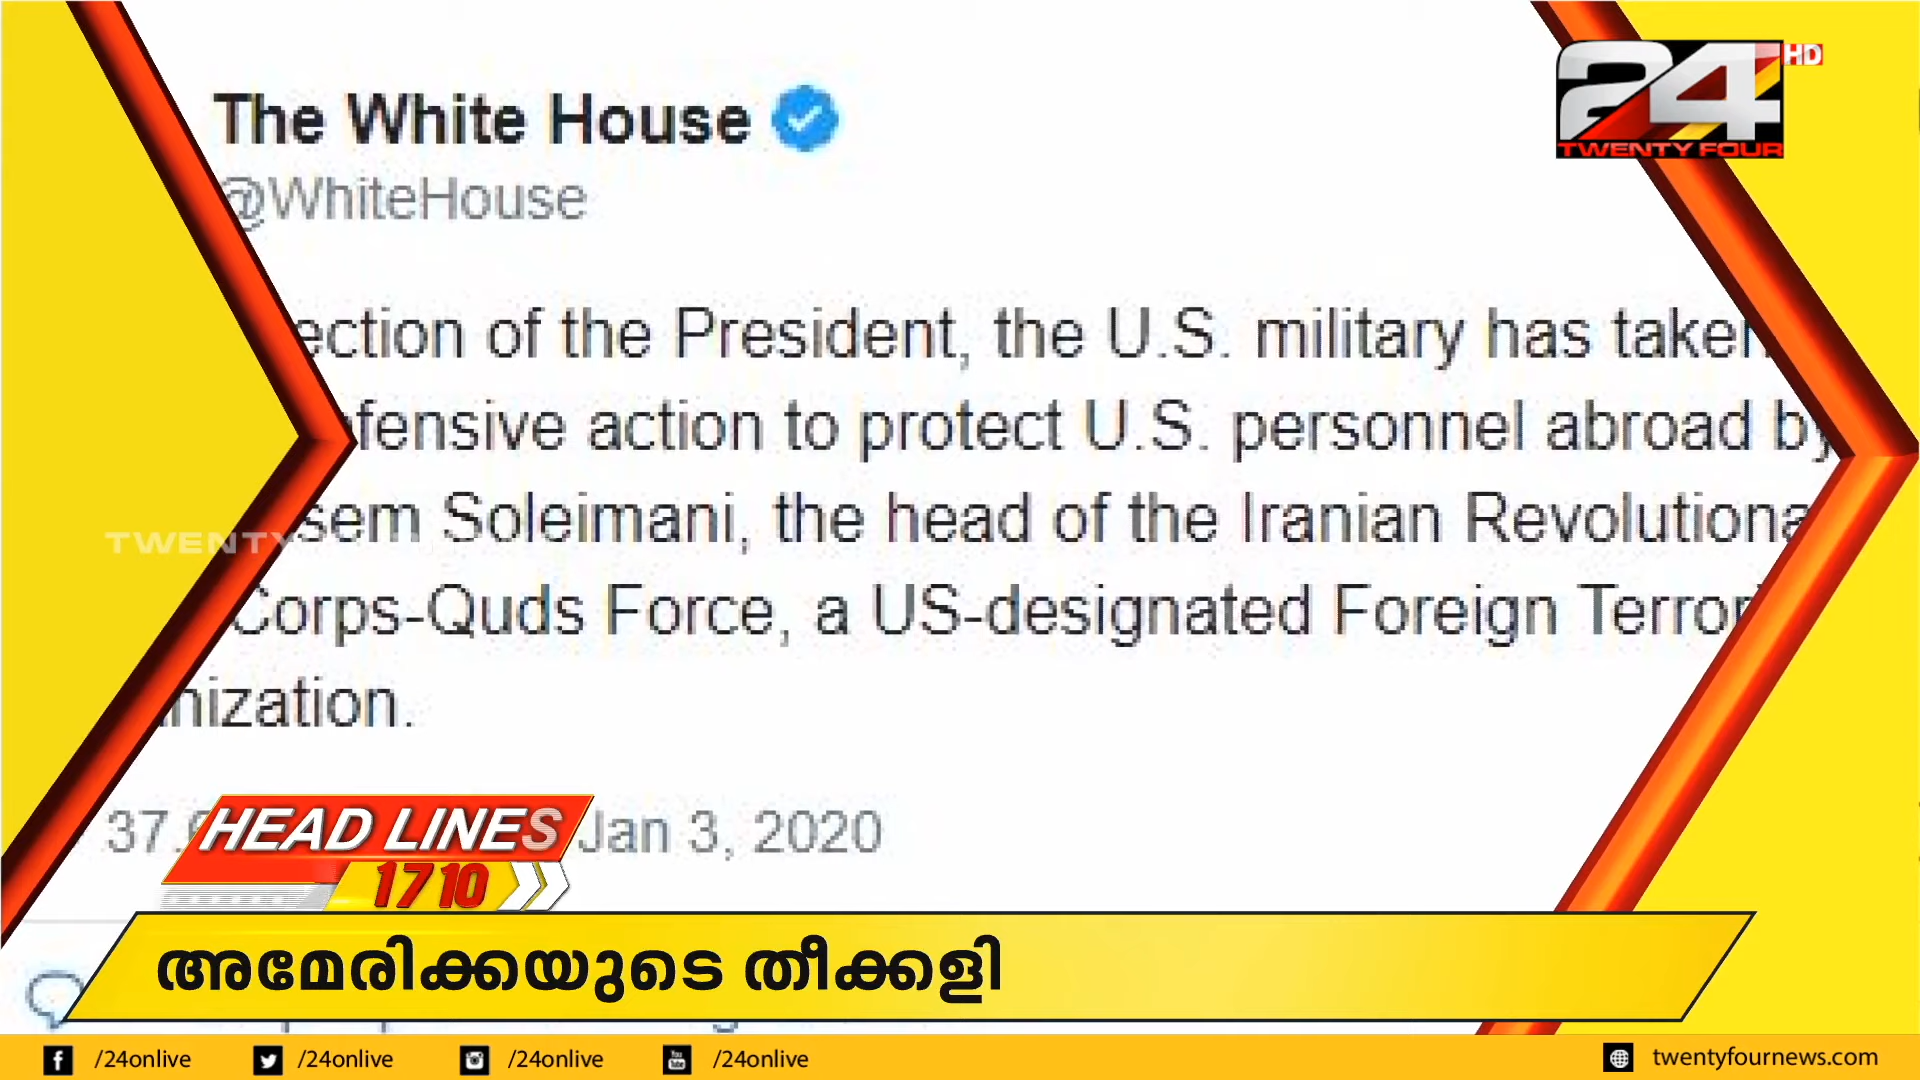 The White House
@WhiteHouse
24 HD
TWENTY FOUR
ection of the President, the U.S. military has taken
efensive action to protect U.S. personnel abroad by
sem Soleimani, the head of the Iranian Revolutiona
Corps-Quds Force, a US-designated Foreign Terrori
nization.
TWENTY
37. Jan 3, 2020
HEAD LINES
1710
അമേരിക്കയുടെ തീക്കളി
/24onlive /24onlive /24onlive /24onlive twentyfournews.com